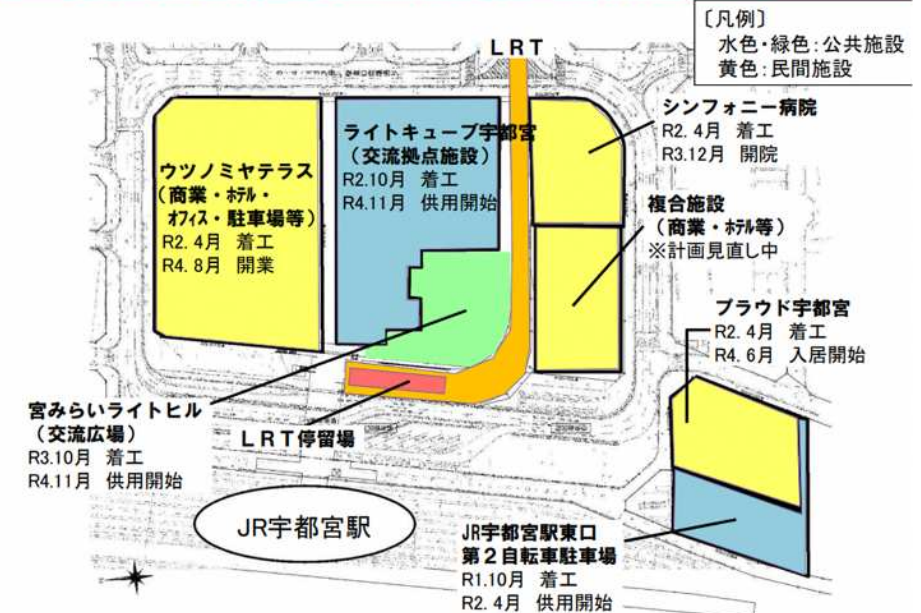 〔凡例〕
水色・緑色：公共施設
黄色：民間施設
ＬＲＴ
ウツノミヤテラス
（商業・ﾎﾃﾙ・
ｵﾌｨｽ・駐車場等）
R2. 4月 着工
R4. 8月 開業
ライトキューブ宇都宮
（交流拠点施設）
R2.10月 着工
R4.11月 供用開始
シンフォニー病院
R2. 4月 着工
R3.12月 開院
複合施設
（商業・ﾎﾃﾙ等）
※計画見直し中
プラウド宇都宮
R2. 4月 着工
R4. 6月 入居開始
宮みらいライトヒル
（交流広場）
R3.10月 着工
R4.11月 供用開始
ＬＲＴ停留場
JR宇都宮駅
JR宇都宮駅東口
第２自転車駐車場
R1.10月 着工
R2. 4月 供用開始